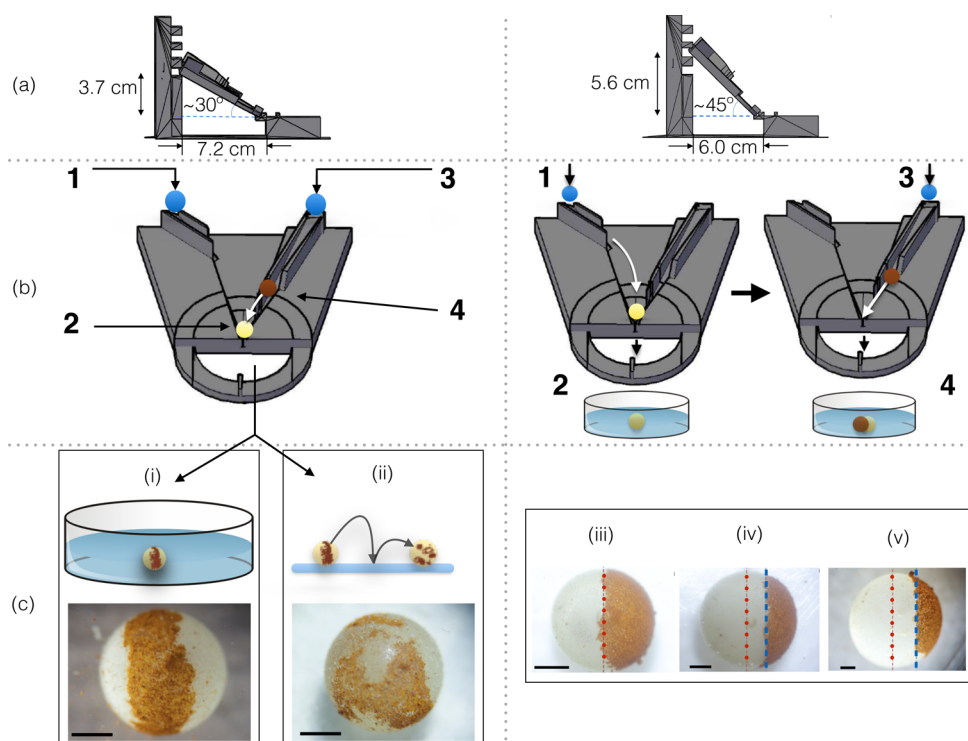 (a)
3.7 cm
~30°
7.2 cm
5.6 cm
~45°
6.0 cm
(b)
1
3
2
4
1
3
2
4
(c)
(i)
(ii)
(iii)
(iv)
(v)